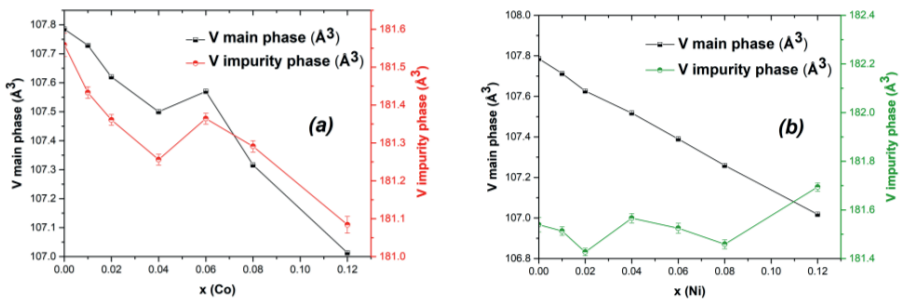 107.8
107.7
107.6
107.5
107.4
107.3
107.2
107.1
107.0
V main phase (Å³)
V main phase (Å³)
V impurity phase (Å³)
(a)
181.6
181.5
181.4
181.3
181.2
181.1
181.0
V impurity phase (Å³)
0.00 0.02 0.04 0.06 0.08 0.10 0.12
x (Co)
108.0
107.8
107.6
107.4
107.2
107.0
106.8
V main phase (Å³)
V main phase (Å³)
V impurity phase (Å³)
(b)
182.4
182.2
182.0
181.8
181.6
181.4
V impurity phase (Å³)
0.00 0.02 0.04 0.06 0.08 0.10 0.12
x (Ni)